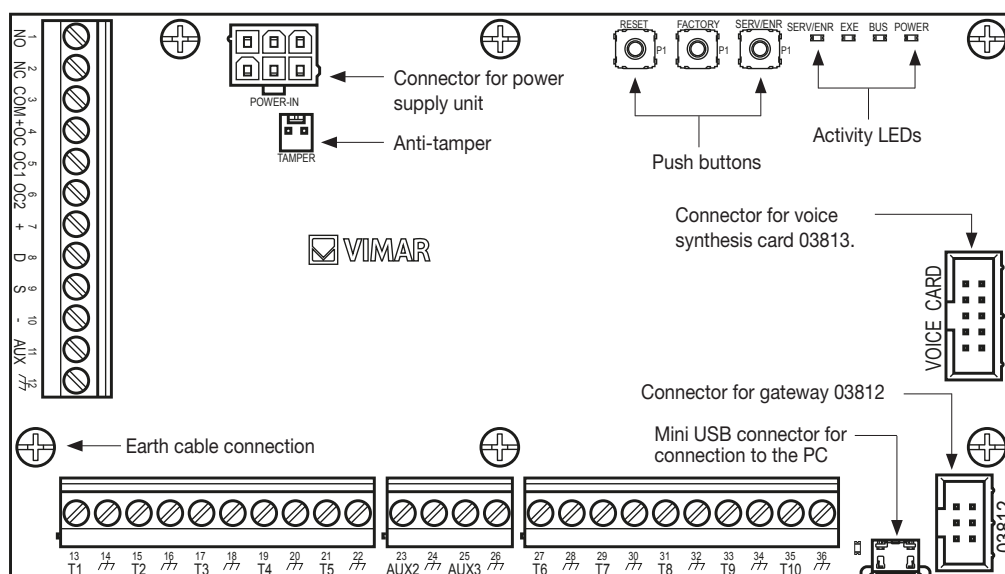 RESET FACTORY SERV/ENR SERV/ENR EXE BUS POWER
P1 P1 P1
NO 1
NC 2
COM 3
+OC 4
OC1 5
OC2 6
+ 7
D 8
S 9
- 10
AUX 11
12
POWER-IN
Connector for power
supply unit
TAMPER
Anti-tamper
Push buttons
Activity LEDs
VIMAR
Connector for voice
synthesis card 03813.
VOICE CARD
Connector for gateway 03812
Earth cable connection
Mini USB connector for
connection to the PC
03812
13 14 15 16 17 18 19 20 21 22 23 24 25 26 27 28 29 30 31 32 33 34 35 36
T1 T2 T3 T4 T5 AUX2 AUX3 T6 T7 T8 T9 T10